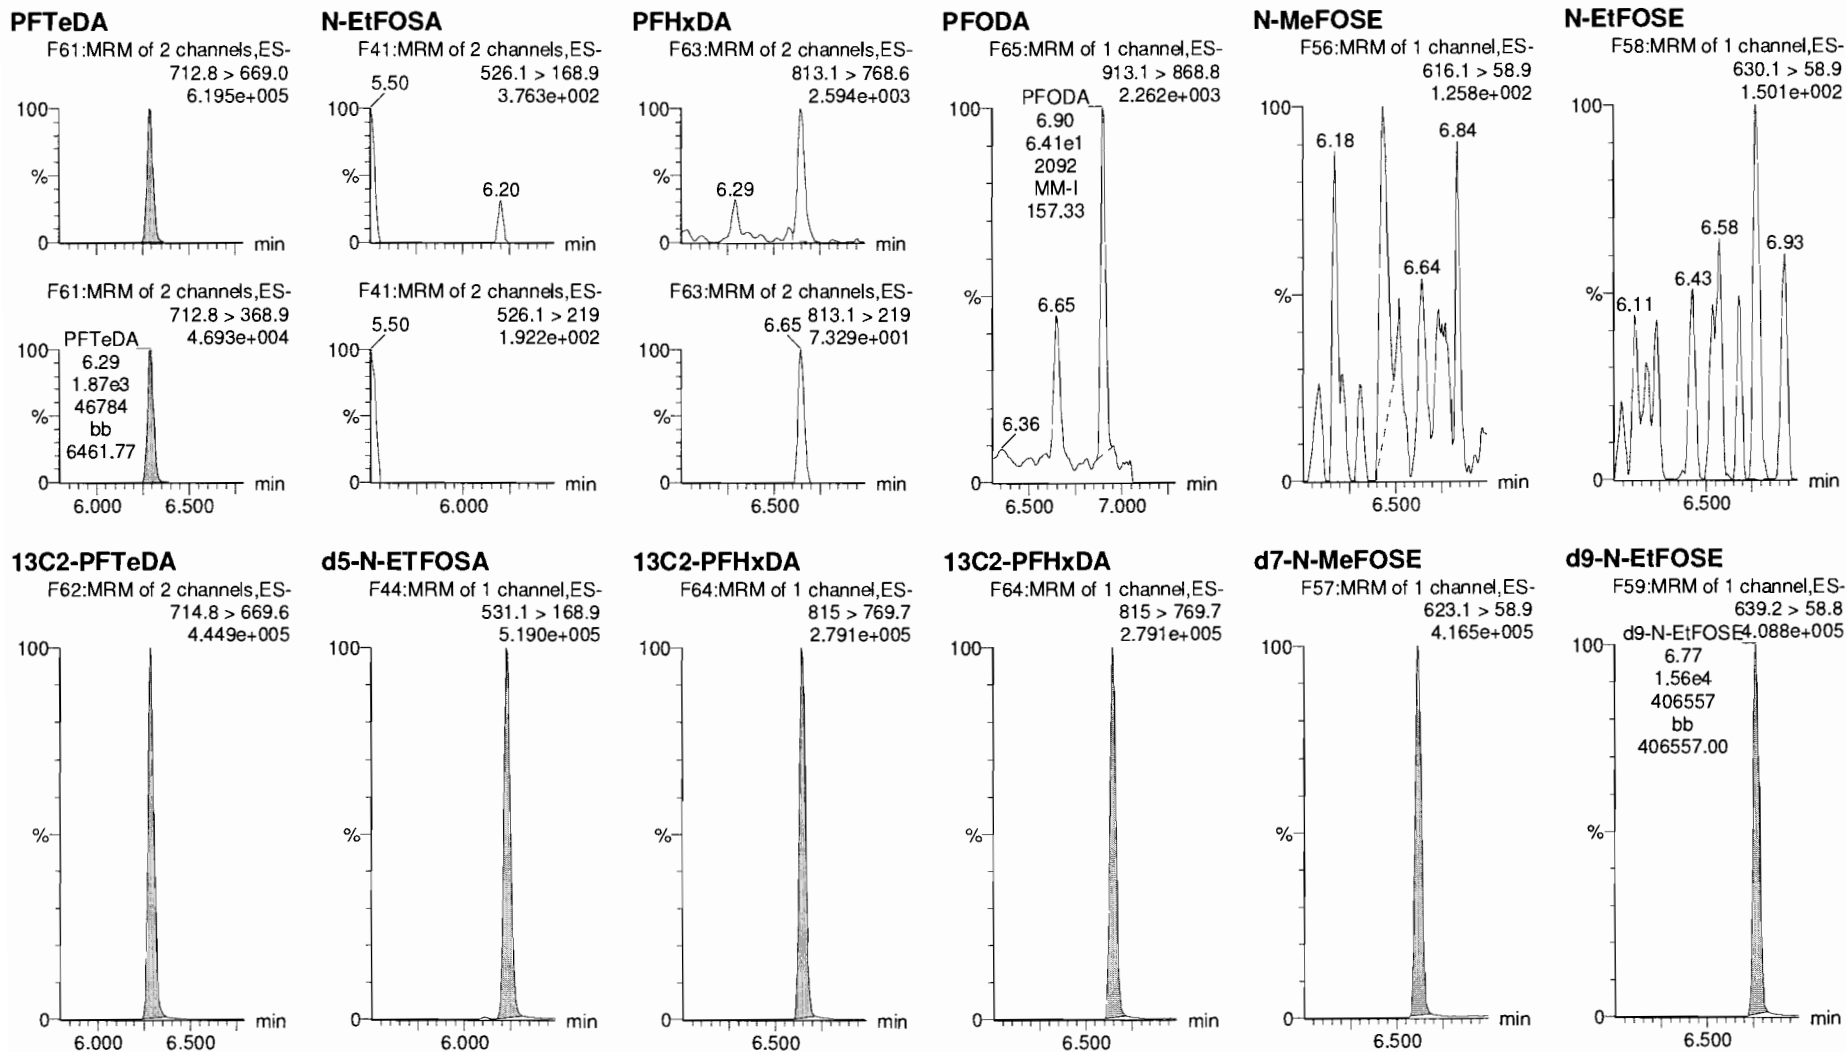 PFTeDA
F61:MRM of 2 channels,ES-
712.8 > 669.0
6.195e+005
100
%
0
min
F61:MRM of 2 channels,ES-
712.8 > 368.9
4.693e+004
PFTeDA
6.29
1.87e3
46784
bb
6461.77
100
%
0
min
6.000 6.500
N-EtFOSA
F41:MRM of 2 channels,ES-
526.1 > 168.9
3.763e+002
5.50
100
%
6.20
0
min
F41:MRM of 2 channels,ES-
526.1 > 219
1.922e+002
5.50
100
%
0
min
6.000
PFHxDA
F63:MRM of 2 channels,ES-
813.1 > 768.6
2.594e+003
100
%
6.29
0
min
F63:MRM of 2 channels,ES-
813.1 > 219
7.329e+001
6.65
100
%
0
min
6.500
PFODA
F65:MRM of 1 channel,ES-
913.1 > 868.8
2.262e+003
PFODA
6.90
6.41e1
2092
MM-I
157.33
100
%
6.65
6.36
0
min
6.500 7.000
N-MeFOSE
F56:MRM of 1 channel,ES-
616.1 > 58.9
1.258e+002
100
6.18
6.84
6.64
%
0
min
6.500
N-EtFOSE
F58:MRM of 1 channel,ES-
630.1 > 58.9
1.501e+002
100
6.58
6.93
6.43
6.11
%
0
min
6.500
13C2-PFTeDA
F62:MRM of 2 channels,ES-
714.8 > 669.6
4.449e+005
100
%
0
min
6.000 6.500
d5-N-ETFOSA
F44:MRM of 1 channel,ES-
531.1 > 168.9
5.190e+005
100
%
0
min
6.000
13C2-PFHxDA
F64:MRM of 1 channel,ES-
815 > 769.7
2.791e+005
100
%
0
min
6.500
13C2-PFHxDA
F64:MRM of 1 channel,ES-
815 > 769.7
2.791e+005
100
%
0
min
6.500
d7-N-MeFOSE
F57:MRM of 1 channel,ES-
623.1 > 58.9
4.165e+005
100
%
0
min
6.500
d9-N-EtFOSE
F59:MRM of 1 channel,ES-
639.2 > 58.8
4.088e+005
d9-N-EtFOSE
6.77
1.56e4
406557
bb
406557.00
100
%
0
min
6.500